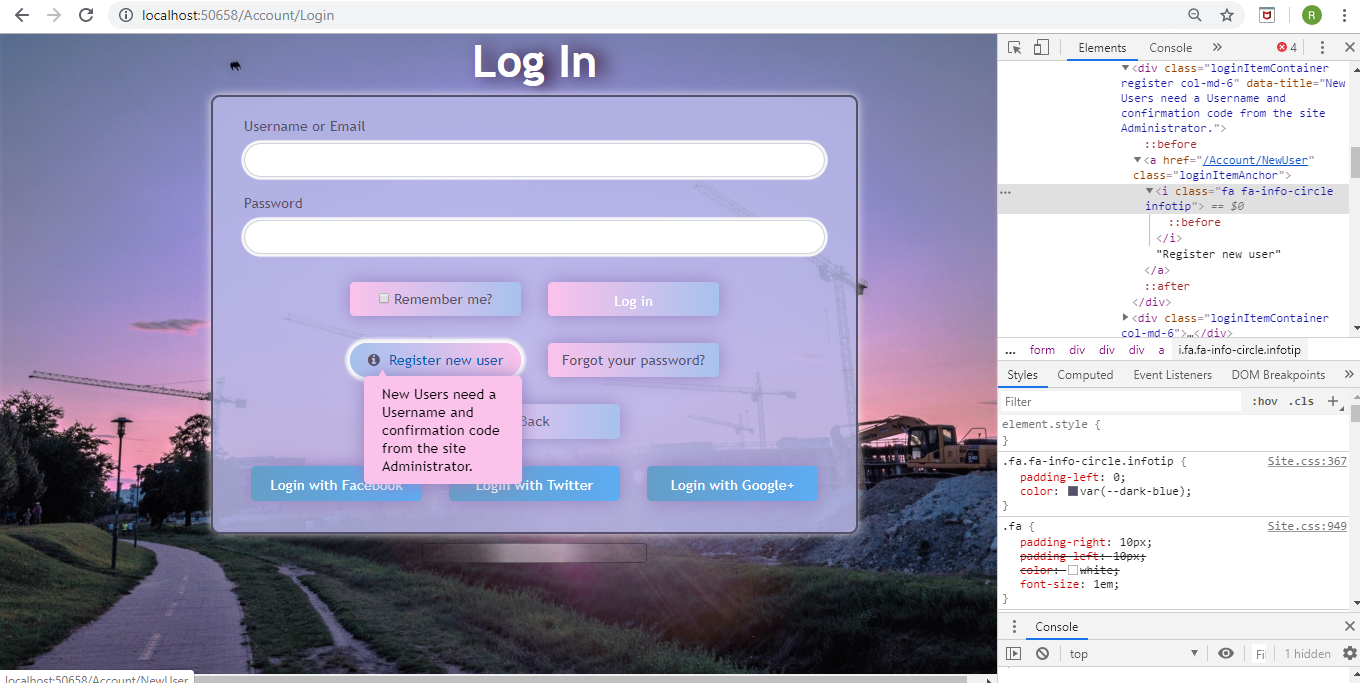 localhost:50658/Account/Login
R
Log In
Username or Email
Password
Remember me?
Log in
Register new user
Forgot your password?
New Users need a
Username and
confirmation code
from the site
Administrator.
Back
Login with Facebook
Login with Twitter
Login with Google+
localhost:50658/Account/NewUser
Elements
Console
»
4
▼<div class="loginItemContainer
register col-md-6" data-title="New
Users need a Username and
confirmation code from the site
Administrator.">
::before
▼<a href="/Account/NewUser"
class="loginItemAnchor">
… ▼<i class="fa fa-info-circle
infotip"> == $0
::before
</i>
"Register new user"
</a>
::after
</div>
▶<div class="loginItemContainer
col-md-6">…</div>
... form div div div a i.fa.fa-info-circle.infotip
Styles Computed Event Listeners DOM Breakpoints »
Filter :hov .cls +
element.style {
}
.fa.fa-info-circle.infotip { Site.css:367
padding-left: 0;
color: var(--dark-blue);
}
.fa { Site.css:949
padding-right: 10px;
padding-left: 10px;
color: white;
font-size: 1em;
}
Console
top ▼ Fi 1 hidden